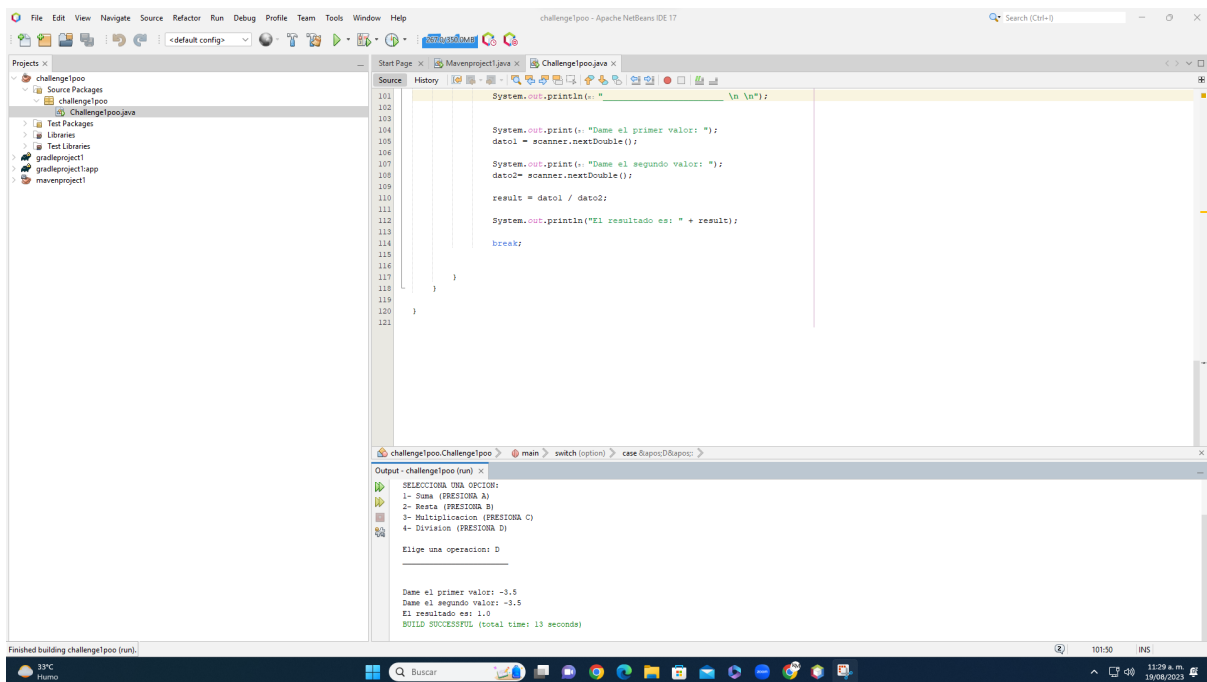 File Edit View Navigate Source Refactor Run Debug Profile Team Tools Window Help
challenge1poo - Apache NetBeans IDE 17
Search (Ctrl+I)
<default config>
Projects
Start Page Mavenproject1.java Challenge1poo.java
Source History
challenge1poo
Source Packages
challenge1poo
Challenge1poo.java
Test Packages
Libraries
Test Libraries
gradleproject1
gradleproject1:app
mavenproject1
101 System.out.println(x: "________________________ \n \n");
102
103
104 System.out.print(s: "Dame el primer valor: ");
105 dato1 = scanner.nextDouble();
106
107 System.out.print(s: "Dame el segundo valor: ");
108 dato2= scanner.nextDouble();
109
110 result = dato1 / dato2;
111
112 System.out.println("El resultado es: " + result);
113
114 break;
115
116
117 }
118 }
119
120 }
121
challenge1poo.Challenge1poo main switch (option) case &apos;D&apos;:
Output - challenge1poo (run)
SELECCIONA UNA OPCION:
1- Suma (PRESIONA A)
2- Resta (PRESIONA B)
3- Multiplicacion (PRESIONA C)
4- Division (PRESIONA D)
Elige una operacion: D
Dame el primer valor: -3.5
Dame el segundo valor: -3.5
El resultado es: 1.0
BUILD SUCCESSFUL (total time: 13 seconds)
Finished building challenge1poo (run).
2 101:50 INS
33°C
Humo
Buscar
11:29 a. m.
19/08/2023